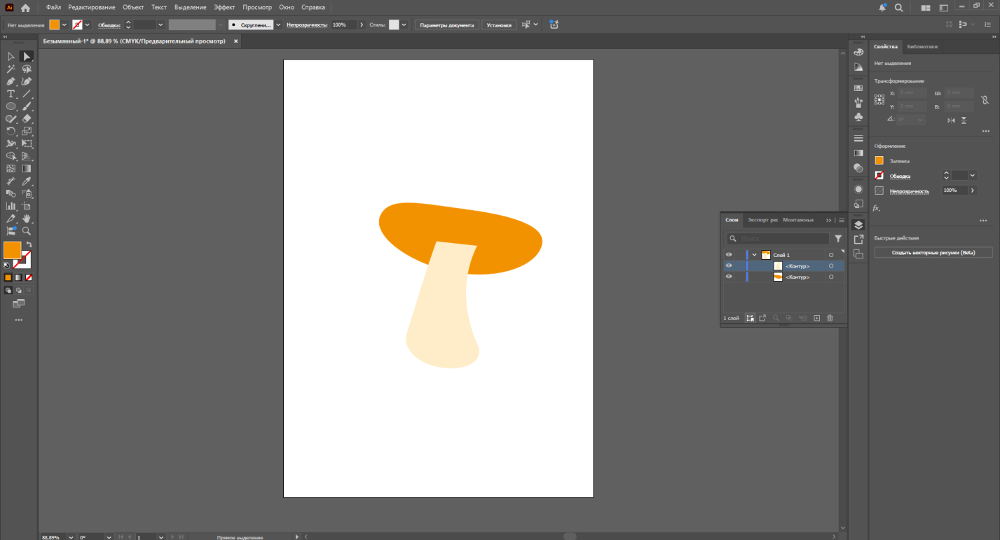 Ai Файл Редактирование Объект Текст Выделение Эффект Просмотр Окно Справка
Нет выделения Обводка: Скруглени... Непрозрачность: 100% Стиль: Параметры документа Установки
Безымянный-1* @ 88,89 % (CMYK/Предварительный просмотр) ×
Свойства Библиотеки
Нет выделения
Трансформирование
X: 0 mm Ш: 0 mm
Y: 0 mm В: 0 mm
0°
Оформление
Заливка
Обводка
Непрозрачность 100%
fx.
Быстрые действия
Создать векторные рисунки (Beta)
Слои Экспорт рес Монтажны
Поиск
Слой 1
<Контур>
<Контур>
1 слой
88,89% 0° 1 Прямое выделение